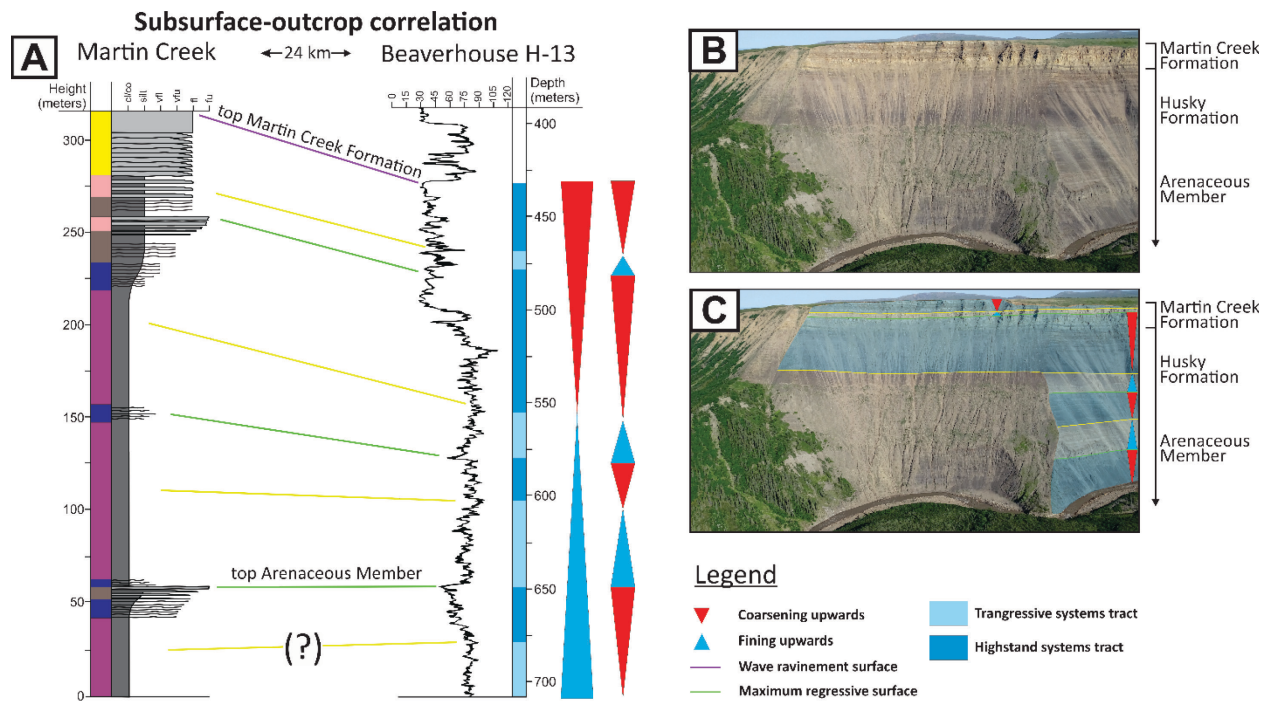 Subsurface-outcrop correlation
A
Martin Creek
24 km
Beaverhouse H-13
Height
(meters)
cl/co
silt
vfl
vfu
fl
fu
0
15
30
45
60
75
90
105
120
Depth
(meters)
300
250
200
150
100
50
0
400
450
500
550
600
650
700
top Martin Creek Formation
top Arenaceous Member
(?)
B
Martin Creek
Formation
Husky
Formation
Arenaceous
Member
C
Martin Creek
Formation
Husky
Formation
Arenaceous
Member
Legend
Coarsening upwards
Fining upwards
Wave ravinement surface
Maximum regressive surface
Trangressive systems tract
Highstand systems tract